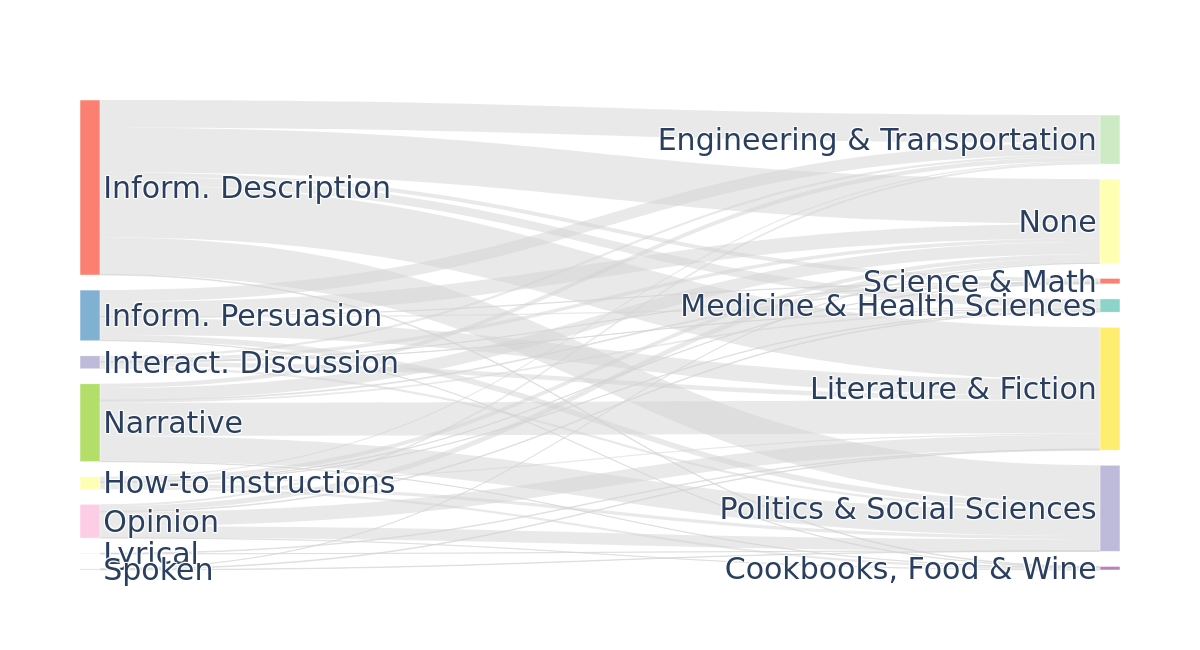 Inform. Description
Inform. Persuasion
Interact. Discussion
Narrative
How-to Instructions
Opinion
Lyrical
Spoken
Engineering & Transportation
None
Science & Math
Medicine & Health Sciences
Literature & Fiction
Politics & Social Sciences
Cookbooks, Food & Wine